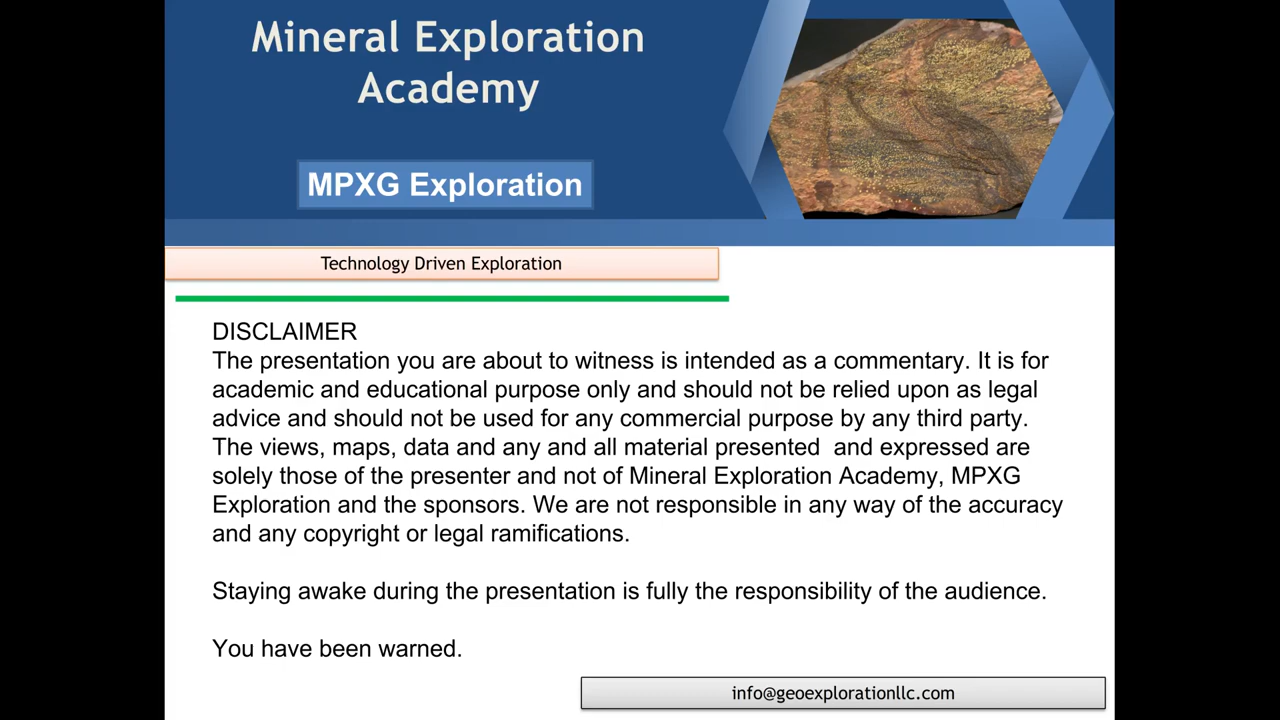 Mineral Exploration
Academy
MPXG Exploration
Technology Driven Exploration
DISCLAIMER
The presentation you are about to witness is intended as a commentary. It is for
academic and educational purpose only and should not be relied upon as legal
advice and should not be used for any commercial purpose by any third party.
The views, maps, data and any and all material presented  and expressed are
solely those of the presenter and not of Mineral Exploration Academy, MPXG
Exploration and the sponsors. We are not responsible in any way of the accuracy
and any copyright or legal ramifications.
Staying awake during the presentation is fully the responsibility of the audience.
You have been warned.
info@geoexplorationllc.com